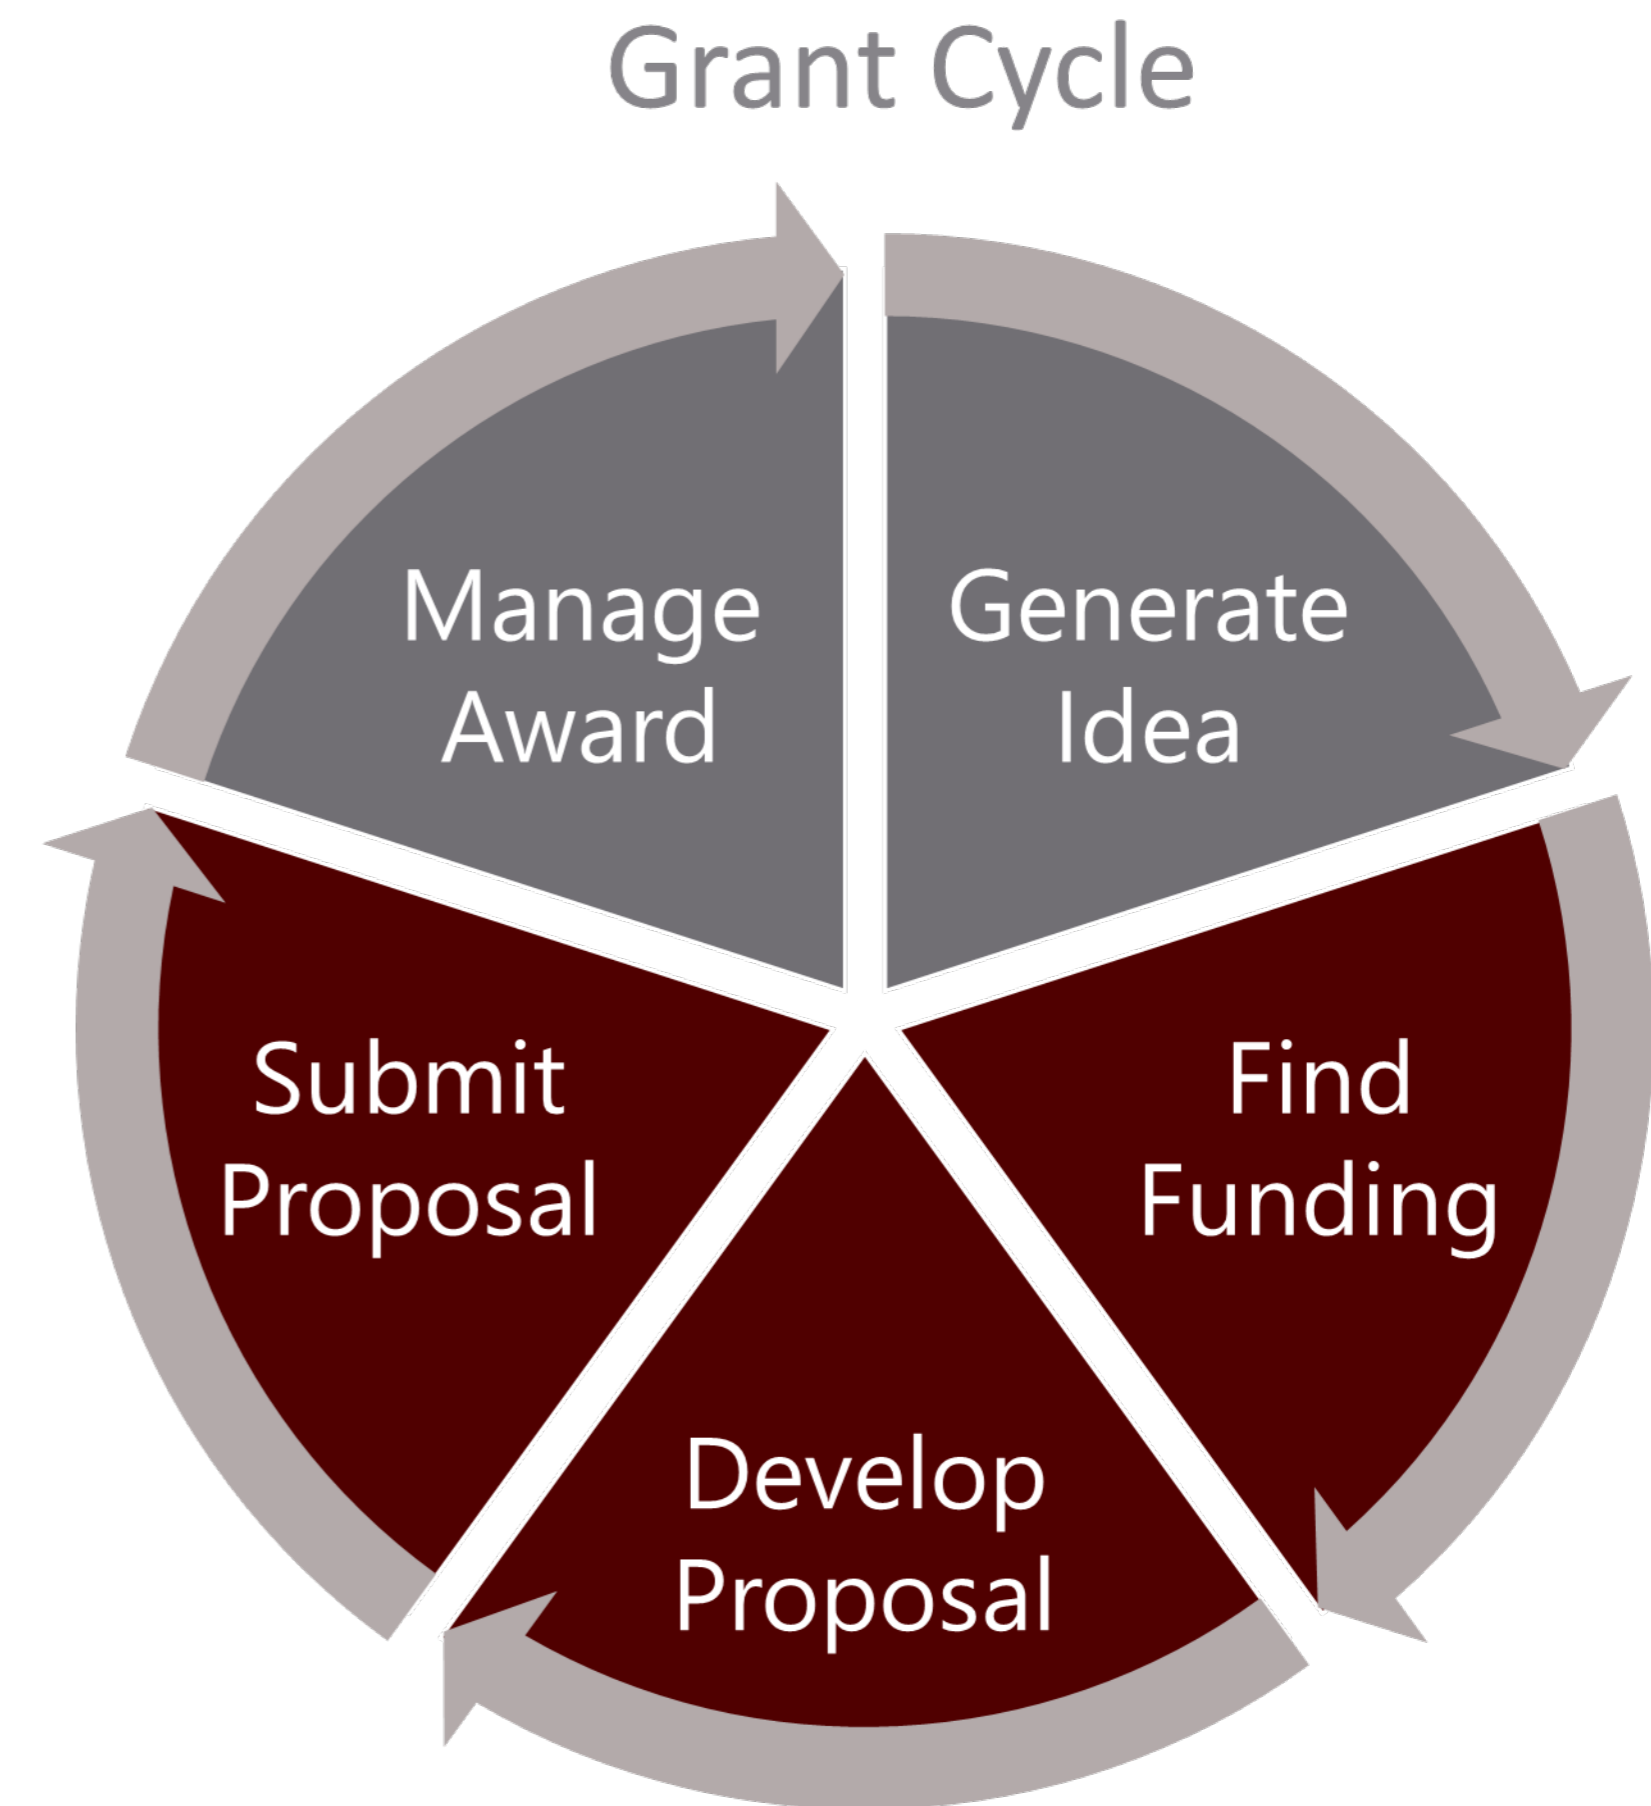 Grant Cycle
Generate
Idea
Find
Funding
Develop
Proposal
Submit
Proposal
Manage
Award